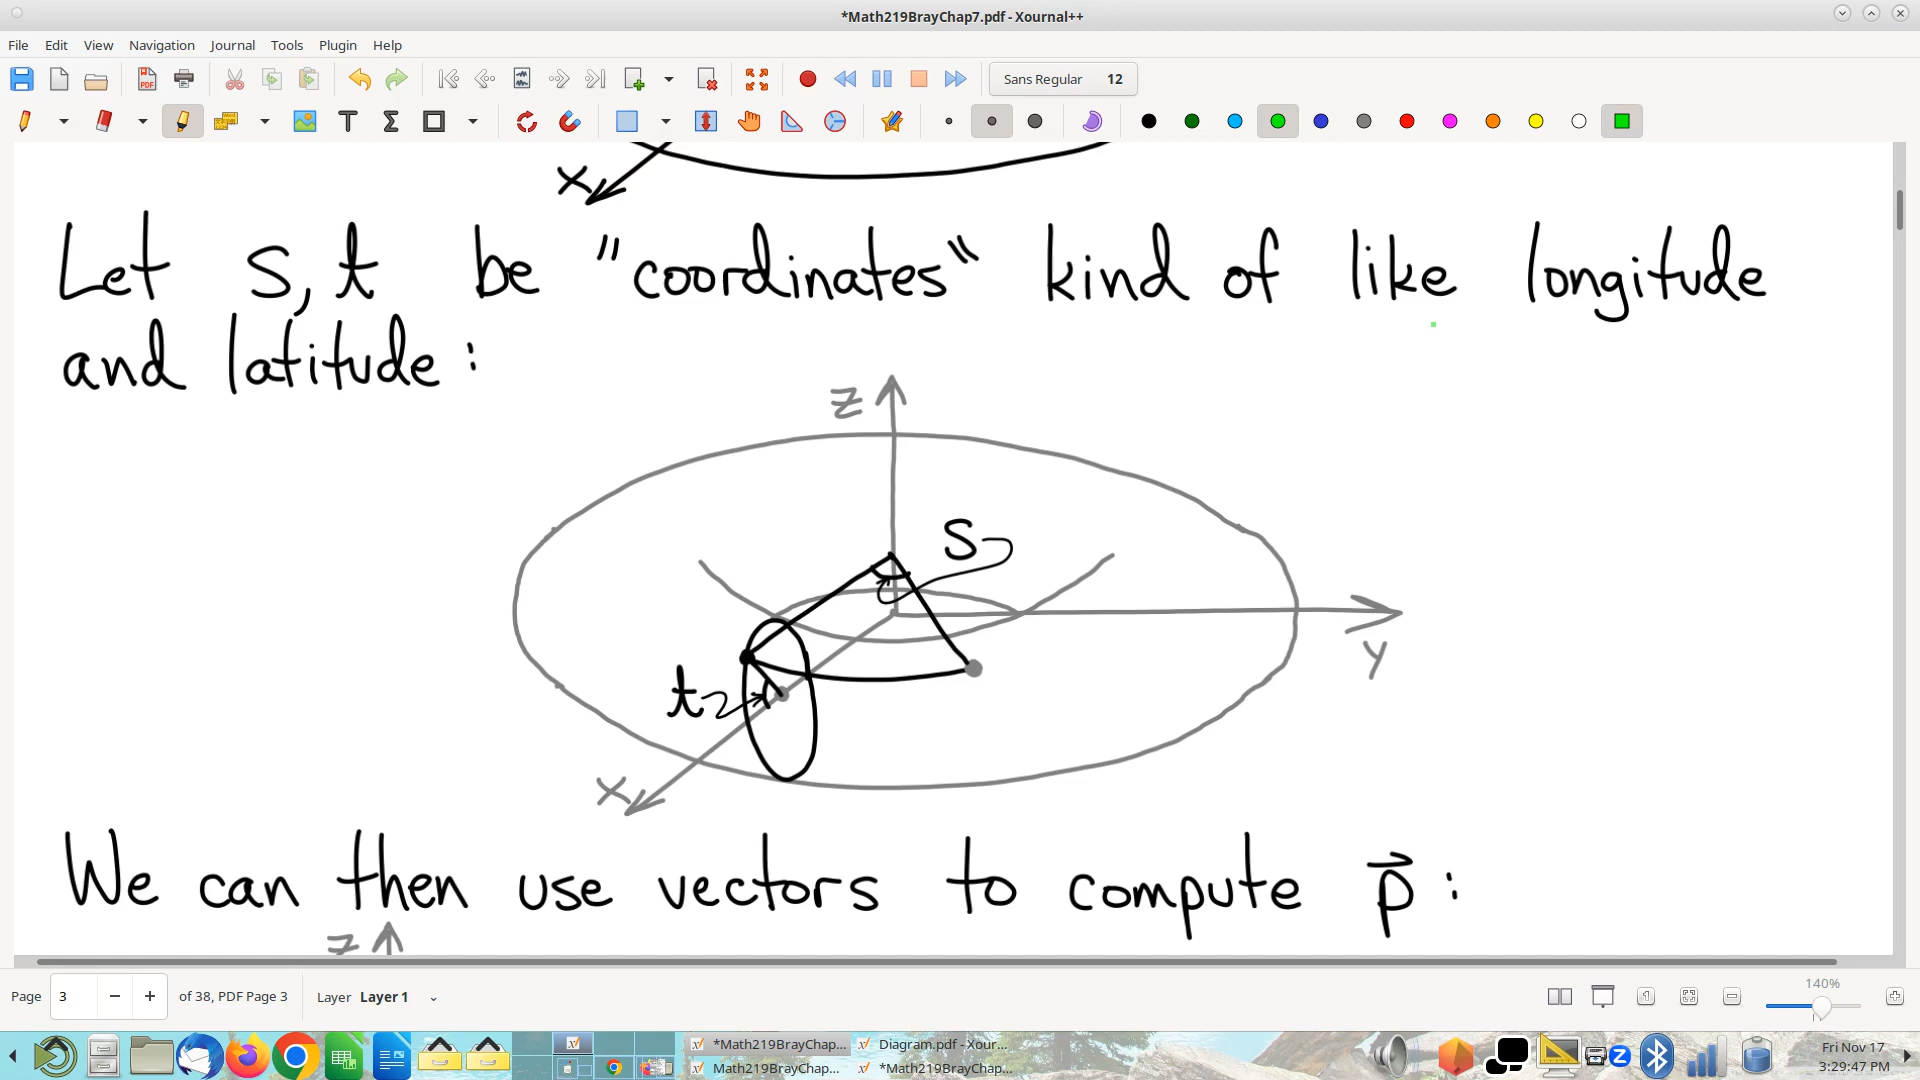 *Math219BrayChap7.pdf - Xournal++
File Edit View Navigation Journal Tools Plugin Help
Sans Regular 12
x
Let s,t be "coordinates" kind of like longitude
and latitude:
z
s
t
y
x
We can then use vectors to compute p⃗:
z
140%
Page 3 of 38, PDF Page 3 Layer Layer 1
*Math219BrayChap... Diagram.pdf - Xour... Fri Nov 17
Math219BrayChap... *Math219BrayChap... 3:29:47 PM